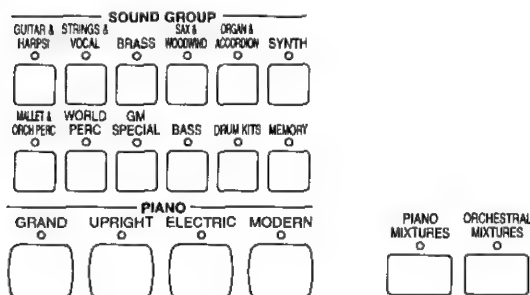 SOUND GROUP
GUITAR & HARPSI
STRINGS & VOCAL
BRASS
SAX & WOODWIND
ORGAN & ACCORDION
SYNTH
MALLET & ORCH PERC
WORLD PERC
GM SPECIAL
BASS
DRUM KITS
MEMORY
PIANO
GRAND
UPRIGHT
ELECTRIC
MODERN
PIANO MIXTURES
ORCHESTRAL MIXTURES